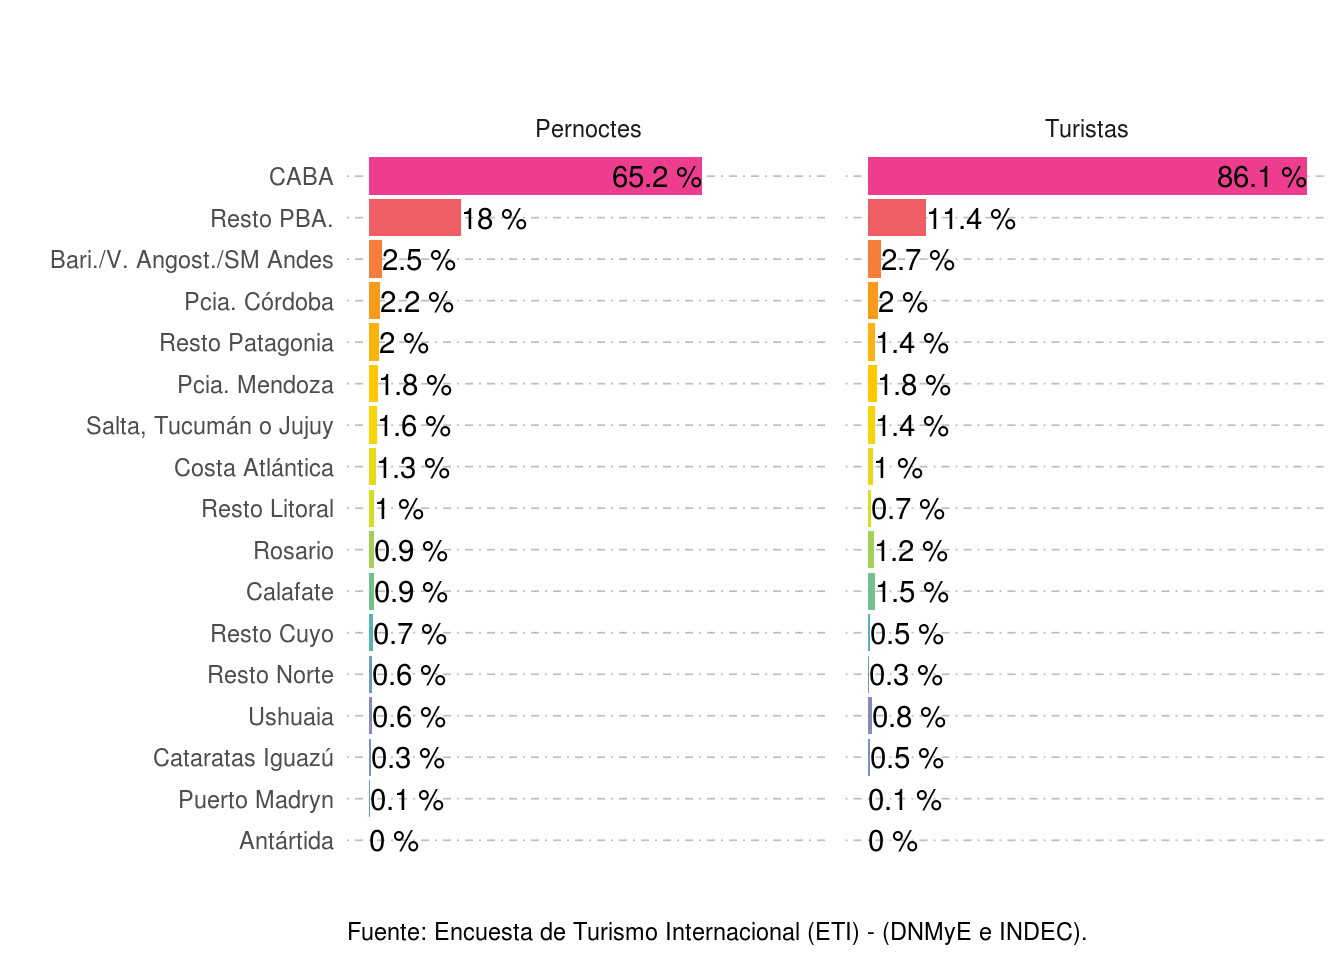 Pernoctes Turistas
CABA 65.2 % 86.1 %
Resto PBA. 18 % 11.4 %
Bari./V. Angost./SM Andes 2.5 % 2.7 %
Pcia. Córdoba 2.2 % 2 %
Resto Patagonia 2 % 1.4 %
Pcia. Mendoza 1.8 % 1.8 %
Salta, Tucumán o Jujuy 1.6 % 1.4 %
Costa Atlántica 1.3 % 1 %
Resto Litoral 1 % 0.7 %
Rosario 0.9 % 1.2 %
Calafate 0.9 % 1.5 %
Resto Cuyo 0.7 % 0.5 %
Resto Norte 0.6 % 0.3 %
Ushuaia 0.6 % 0.8 %
Cataratas Iguazú 0.3 % 0.5 %
Puerto Madryn 0.1 % 0.1 %
Antártida 0 % 0 %
Fuente: Encuesta de Turismo Internacional (ETI) - (DNMyE e INDEC).